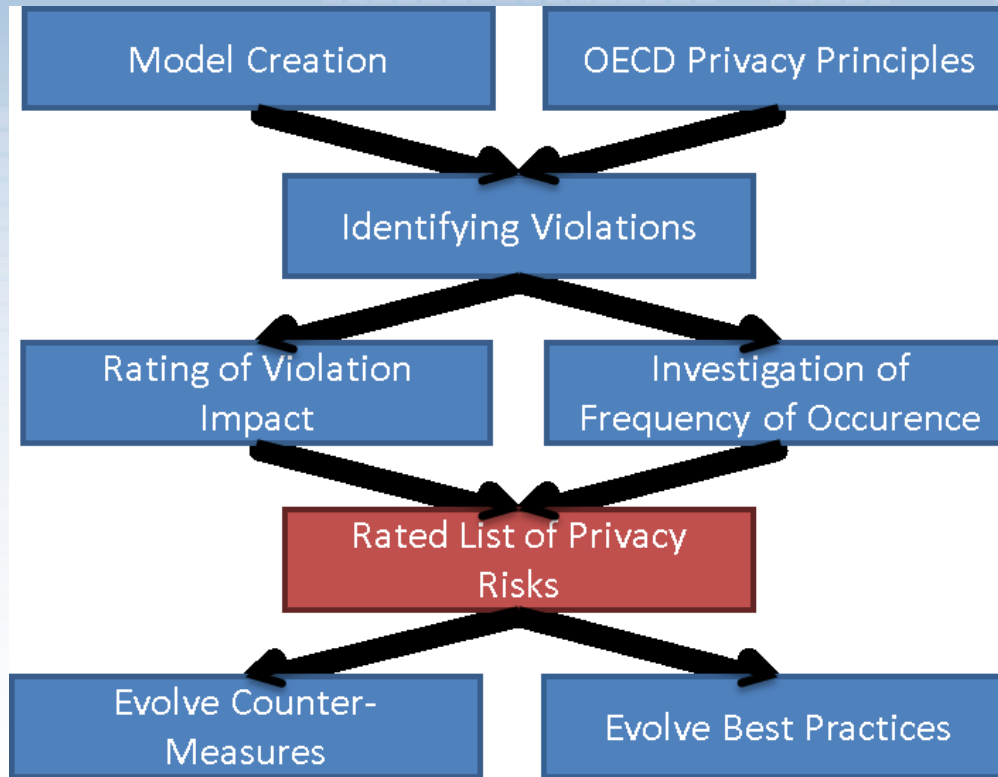 Model Creation
OECD Privacy Principles
Identifying Violations
Rating of Violation
Impact
Investigation of
Frequency of Occurence
Rated List of Privacy
Risks
Evolve Counter-
Measures
Evolve Best Practices